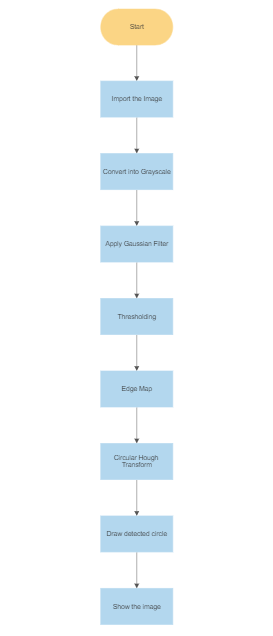 Start
Import the Image
Convert into Grayscale
Apply Gaussian Filter
Thresholding
Edge Map
Circular Hough
Transform
Draw detected circle
Show the image